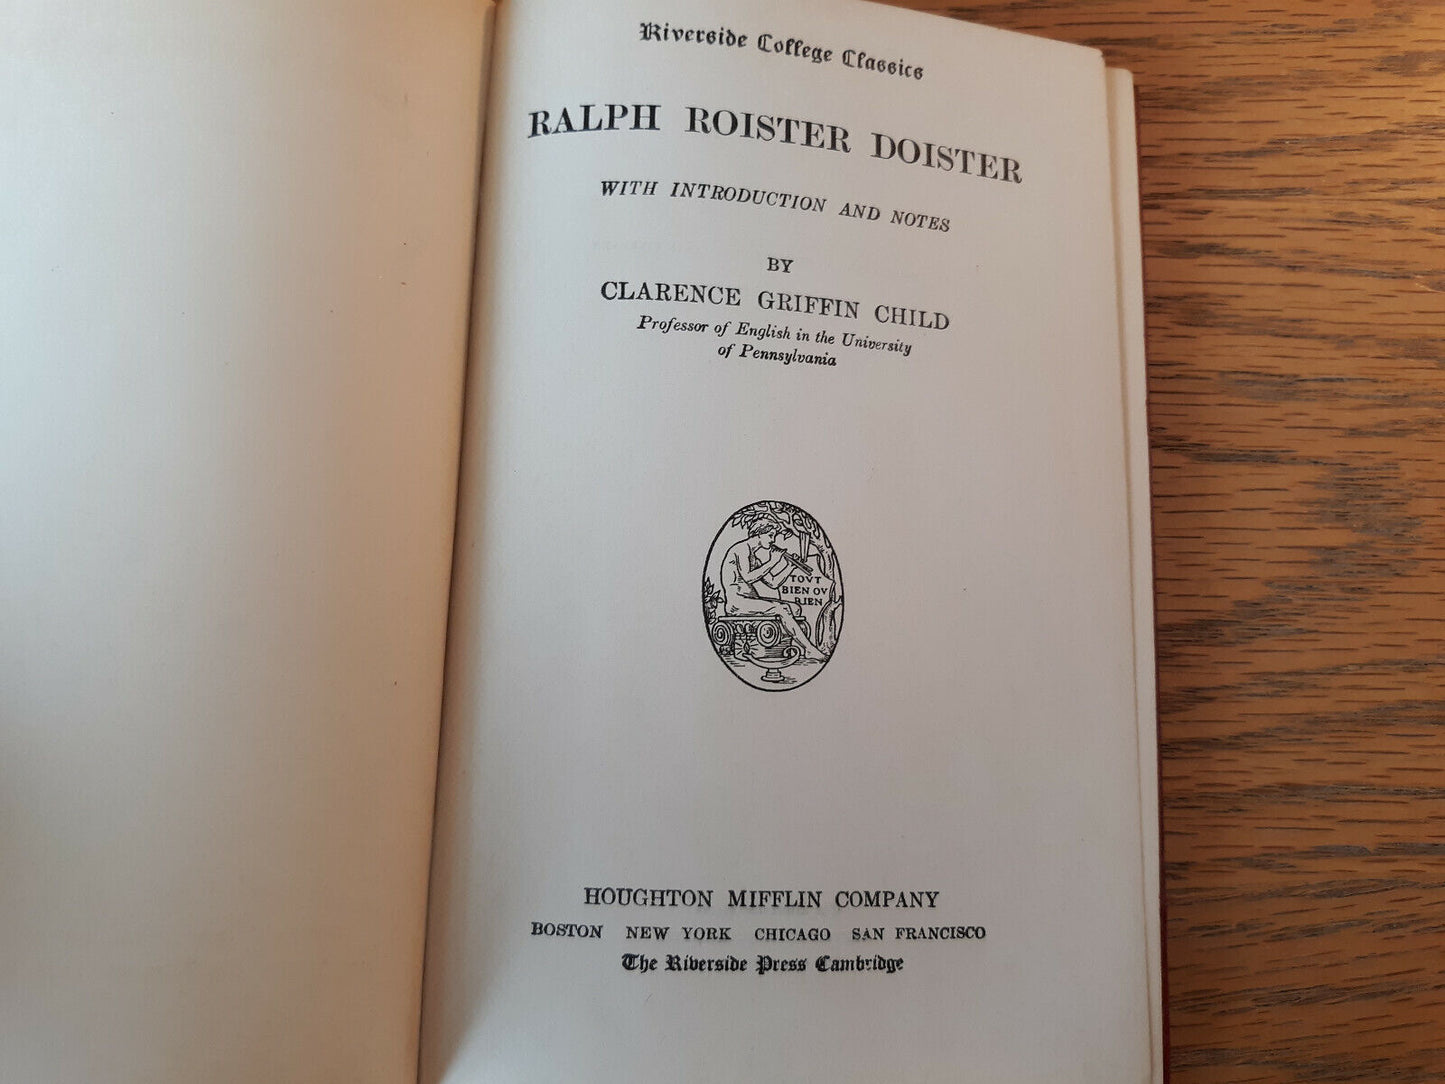 Riverside College Classics
RALPH ROISTER DOISTER
WITH INTRODUCTION AND NOTES
BY
CLARENCE GRIFFIN CHILD
Professor of English in the University
of Pennsylvania
TOVT
BIEN OV
RIEN
HOUGHTON MIFFLIN COMPANY
BOSTON NEW YORK CHICAGO SAN FRANCISCO
The Riverside Press Cambridge